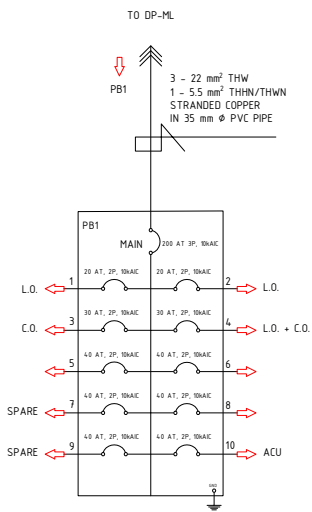 TO DP-ML
PB1
3 - 22 mm² THW
1 - 5.5 mm² THHN/THWN
STRANDED COPPER
IN 35 mm Ø PVC PIPE
PB1
MAIN
200 AT 3P, 10kAIC
20 AT, 2P, 10kAIC 20 AT, 2P, 10kAIC
L.O. 1 2 L.O.
30 AT, 2P, 10kAIC 30 AT, 2P, 10kAIC
C.O. 3 4 L.O. + C.O.
40 AT, 2P, 10kAIC 40 AT, 2P, 10kAIC
5 6
40 AT, 2P, 10kAIC 40 AT, 2P, 10kAIC
SPARE 7 8
40 AT, 2P, 10kAIC 40 AT, 2P, 10kAIC
SPARE 9 10 ACU
GND